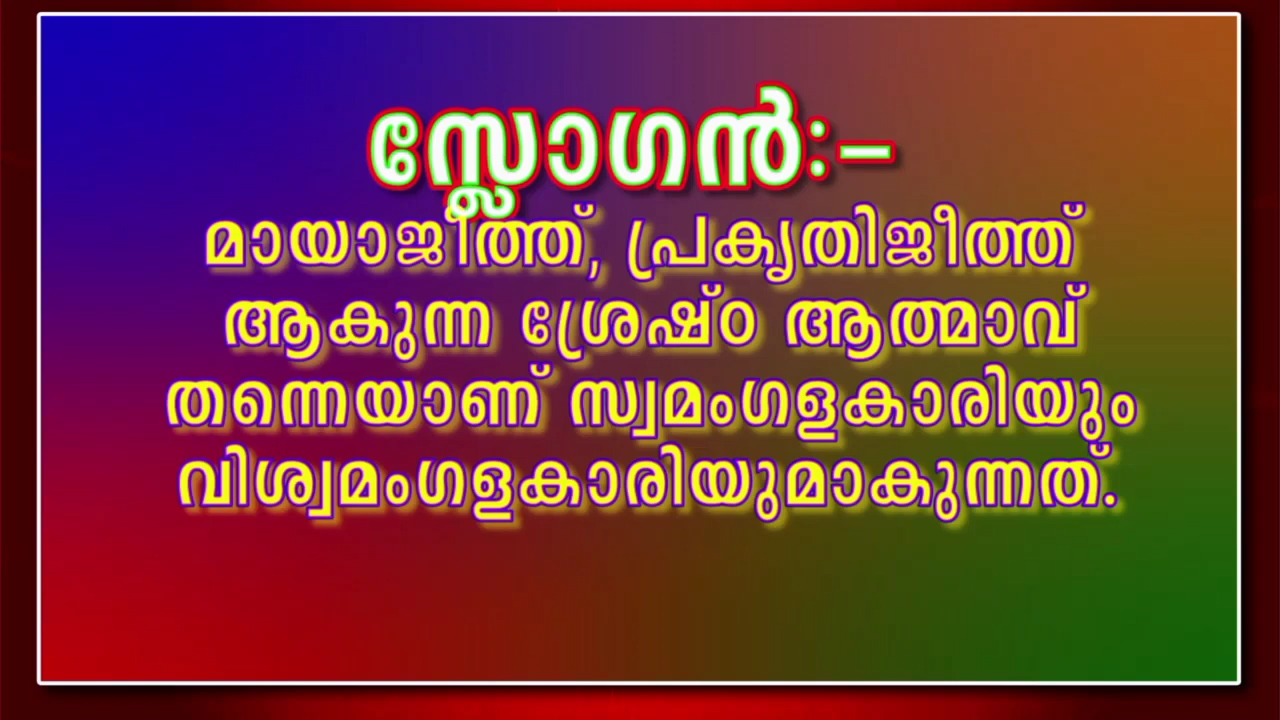 സ്ലോഗൻ:-
മായാജീത്ത്, പ്രകൃതിജീത്ത്
ആകുന്ന ശ്രേഷ്ഠ ആത്മാവ്
തന്നെയാണ് സ്വമംഗളകാരിയും
വിശ്വമംഗളകാരിയുമാകുന്നത്.